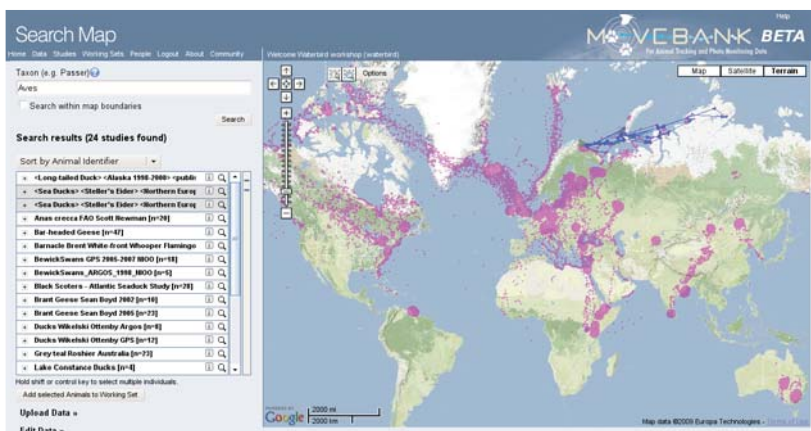 Help
Search Map
MOVEBANK BETA
For Animal Tracking and Photo Monitoring Data
Home Data Studies Working Sets People Logout About Community
Welcome Waterbird workshop (waterbird)
Taxon (e.g. Passer)
Aves
Search within map boundaries
Search
Search results (24 studies found)
Sort by Animal Identifier
<Long-tailed Duck> <Alaska 1998-2000> <public
<Sea Ducks> <Steller's Eider> <Northern Europ
<Sea Ducks> <Steller's Eider> <Northern Europ
Anas crecca FAO Scott Newman [n=20]
Bar-headed Geese [n=47]
Barnacle Brent White-front Whooper Flamingo
BewickSwans GPS 2005-2007 NIOO [n=18]
BewickSwans_ARGOS_1998_NIOO [n=5]
Black Scoters - Atlantic Seaduck Study [n=28]
Brant Geese Sean Boyd 2002 [n=10]
Brant Geese Sean Boyd 2005 [n=23]
Ducks Wikelski Ottenby Argos [n=8]
Ducks Wikelski Ottenby GPS [n=12]
Grey teal Roshier Australia [n=23]
Lake Constance Ducks [n=4]
Hold shift or control key to select multiple individuals.
Add selected Animals to Working Set
Upload Data »
Edit Data »
Options
Map Satellite Terrain
POWERED BY
Google
2000 mi
2000 km
Map data ©2009 Europa Technologies - Terms of Use